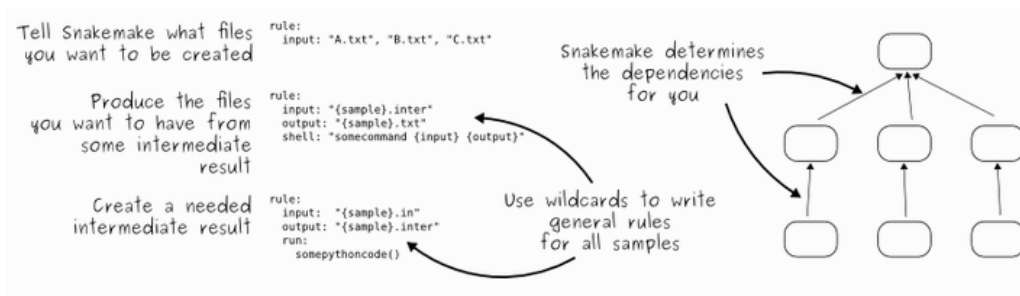 Tell Snakemake what files
you want to be created
rule:
input: "A.txt", "B.txt", "C.txt"
Produce the files
you want to have from
some intermediate
result
rule:
input: "{sample}.inter"
output: "{sample}.txt"
shell: "somecommand {input} {output}"
Create a needed
intermediate result
rule:
input: "{sample}.in"
output: "{sample}.inter"
run:
somepythoncode()
Snakemake determines
the dependencies
for you
Use wildcards to write
general rules
for all samples